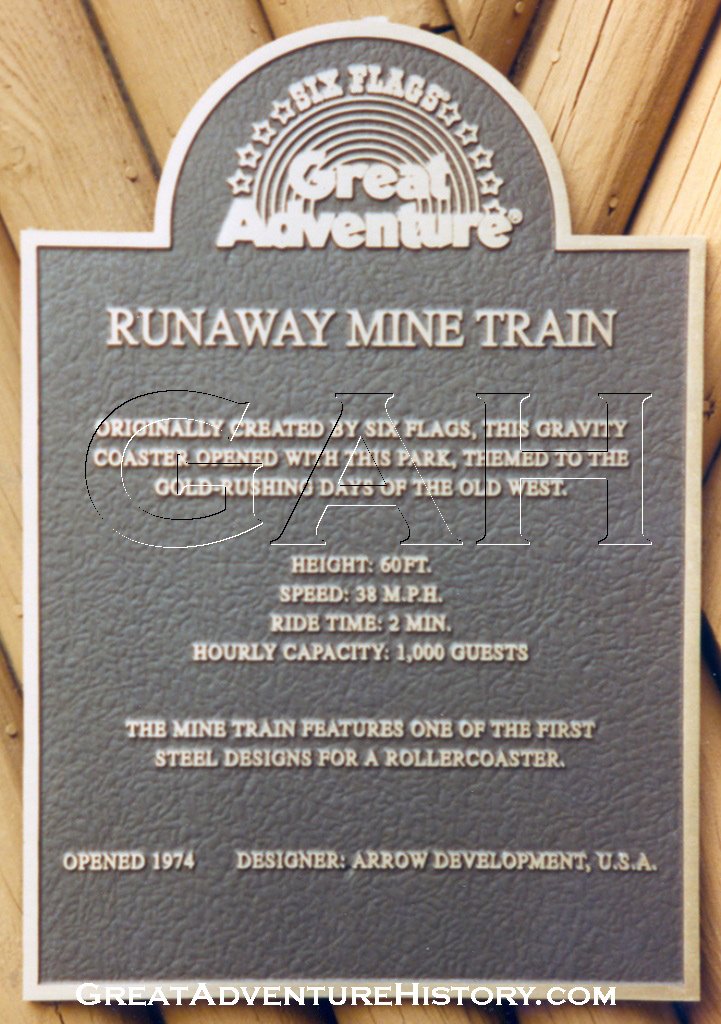 SIX FLAGS
Great
Adventure®
RUNAWAY MINE TRAIN
ORIGINALLY CREATED BY SIX FLAGS, THIS GRAVITY
COASTER OPENED WITH THIS PARK, THEMED TO THE
GOLD-RUSHING DAYS OF THE OLD WEST.
GAH
HEIGHT: 60FT.
SPEED: 38 M.P.H.
RIDE TIME: 2 MIN.
HOURLY CAPACITY: 1,000 GUESTS
THE MINE TRAIN FEATURES ONE OF THE FIRST
STEEL DESIGNS FOR A ROLLERCOASTER.
OPENED 1974 DESIGNER: ARROW DEVELOPMENT, U.S.A.
GREATADVENTUREHISTORY.COM